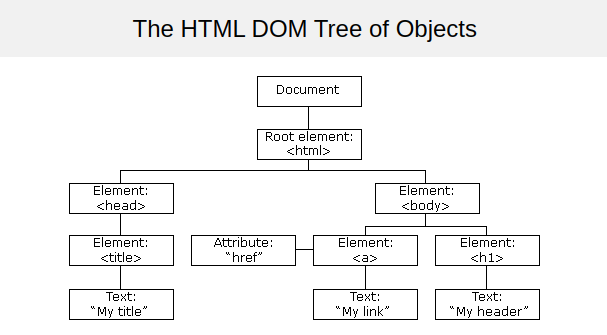 The HTML DOM Tree of Objects
Document
Root element:
<html>
Element:
<head>
Element:
<body>
Element:
<title>
Attribute:
“href”
Element:
<a>
Element:
<h1>
Text:
“My title”
Text:
“My link”
Text:
“My header”